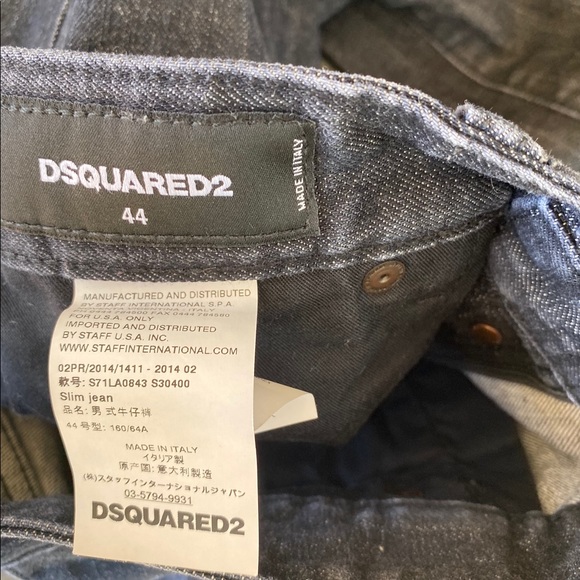 DSQUARED2
44
MADE IN ITALY
MANUFACTURED AND DISTRIBUTED
BY STAFF INTERNATIONAL S.P.A.
FOR U.S.A. ONLY
IMPORTED AND DISTRIBUTED
BY STAFF U.S.A. INC.
WWW.STAFFINTERNATIONAL.COM
02PR/2014/1411 - 2014 02
款号: S71LA0843 S30400
Slim jean
品名: 男式牛仔裤
44 号型: 160/64A
MADE IN ITALY
イタリア製
原产国: 意大利製造
(株)スタッフインターナショナルジャパン
03-5794-9931
DSQUARED2